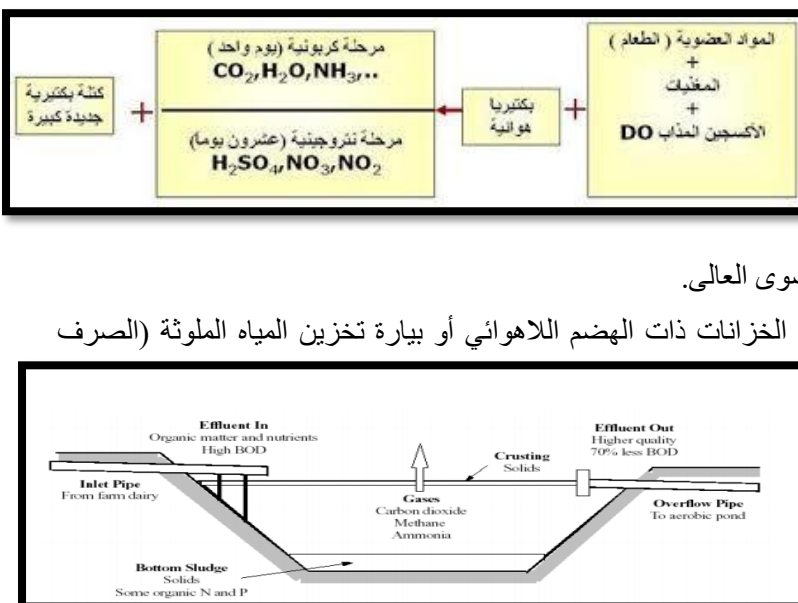 المواد العضوية ( الطعام )
+
المغذيات
+
الأكسجين المذاب DO
+
بكتيريا
هوائية
مرحلة كربونية (يوم واحد )
CO2,H2O,NH3,..
مرحلة نتروجينية (عشرون يوما)
H2SO4,NO3,NO2
+
كتلة بكتيرية
جديدة كبيرة
العالى.
الخزانات ذات الهضم اللاهوائي أو بيارة تخزين المياه الملوثة (الصرف
Effluent In
Organic matter and nutrients
High BOD
Inlet Pipe
From farm dairy
Gases
Carbon dioxide
Methane
Ammonia
Crusting
Solids
Effluent Out
Higher quality
70% less BOD
Overflow Pipe
To aerobic pond
Bottom Sludge
Solids
Some organic N and P